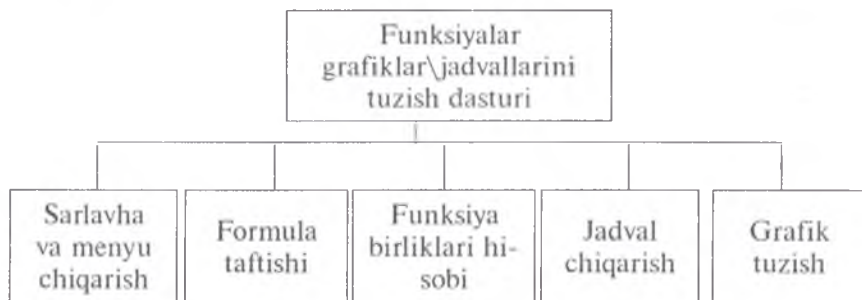 Funksiyalar
grafiklar\jadvallarini
tuzish dasturi
Sarlavha
va menyu
chiqarish
Formula
taftishi
Funksiya
birliklari hi-
sobi
Jadval
chiqarish
Grafik
tuzish